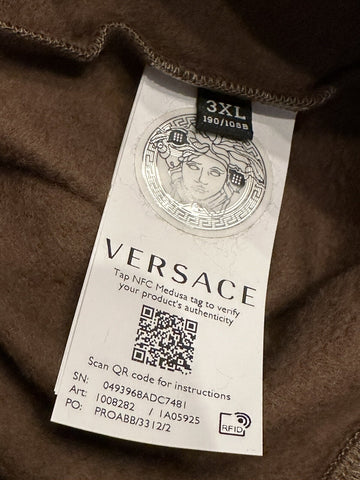 3XL
190/108B
VERSACE
Tap NFC Medusa tag to verify
your product's authenticity
Scan QR code for instructions
SN: 049396BADC7481
Art: 1008282 / 1A05925
PO: PROABB/3312/2
RFID